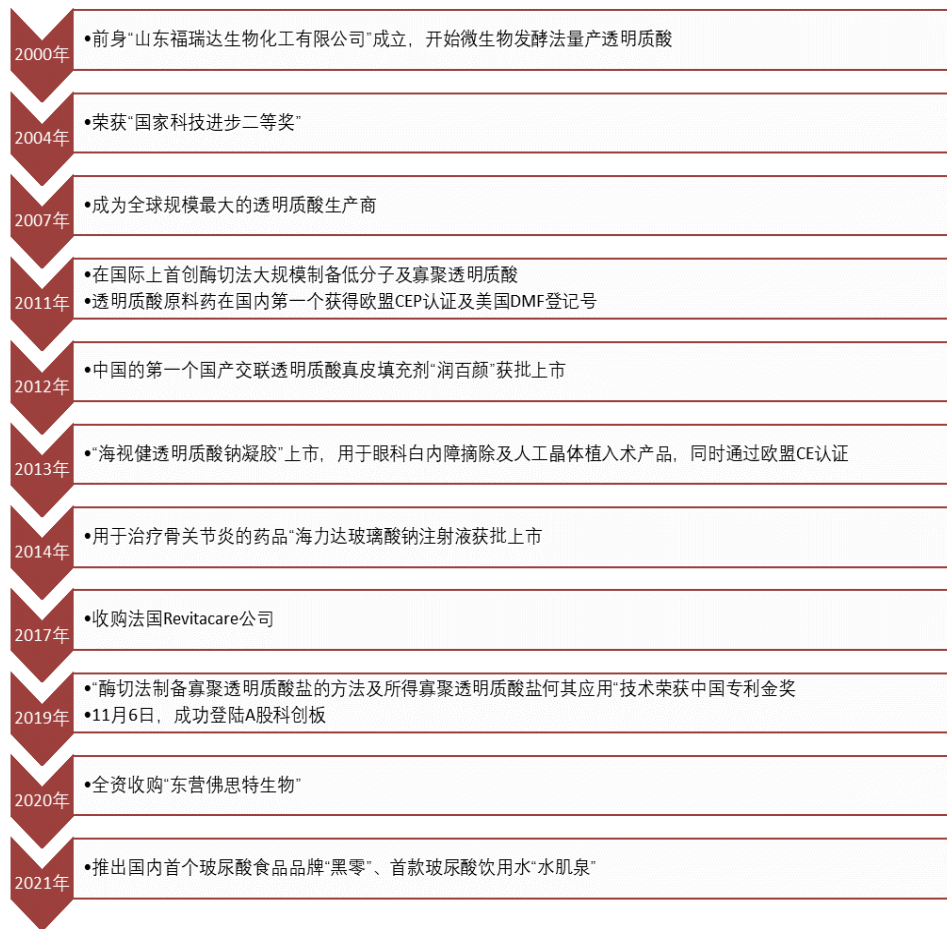 2000年
•前身“山东福瑞达生物化工有限公司”成立，开始微生物发酵法量产透明质酸
2004年
•荣获“国家科技进步二等奖”
2007年
•成为全球规模最大的透明质酸生产商
2011年
•在国际上首创酶切法大规模制备低分子及寡聚透明质酸
•透明质酸原料药在国内第一个获得欧盟CEP认证及美国DMF登记号
2012年
•中国的第一个国产交联透明质酸真皮填充剂“润百颜”获批上市
2013年
•“海视健透明质酸钠凝胶”上市，用于眼科白内障摘除及人工晶体植入术产品，同时通过欧盟CE认证
2014年
•用于治疗骨关节炎的药品“海力达玻璃酸钠注射液获批上市
2017年
•收购法国Revitacare公司
2019年
•“酶切法制备寡聚透明质酸盐的方法及所得寡聚透明质酸盐何其应用“技术荣获中国专利金奖
•11月6日，成功登陆A股科创板
2020年
•全资收购“东营佛思特生物”
2021年
•推出国内首个玻尿酸食品品牌“黑零”、首款玻尿酸饮用水“水肌泉”